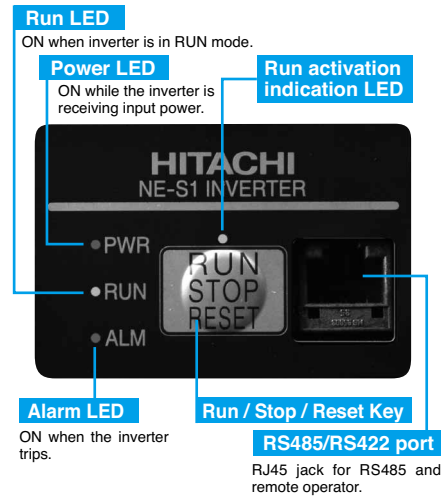 Run LED
ON when inverter is in RUN mode.
Power LED
ON while the inverter is
receiving input power.
Run activation
indication LED
HITACHI
NE-S1 INVERTER
PWR
RUN
ALM
RUN
STOP
RESET
Alarm LED
ON when the inverter
trips.
Run / Stop / Reset Key
RS485/RS422 port
RJ45 jack for RS485 and
remote operator.